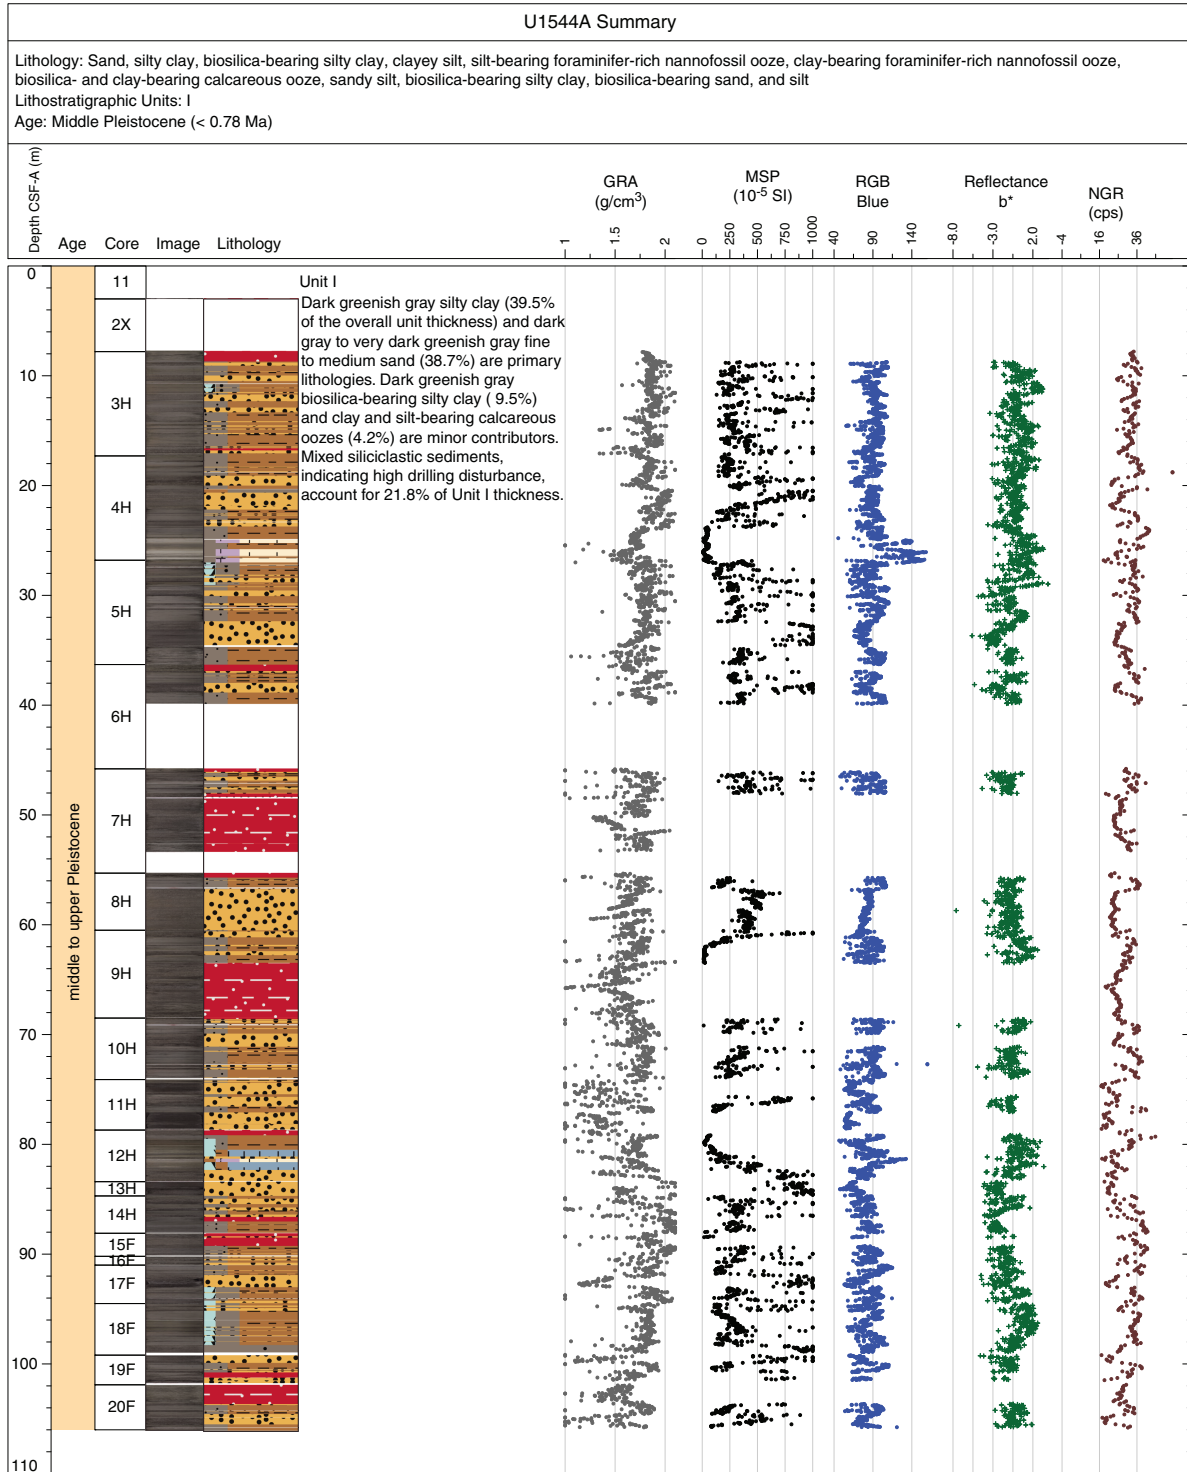 U1544A Summary
Lithology: Sand, silty clay, biosilica-bearing silty clay, clayey silt, silt-bearing foraminifer-rich nannofossil ooze, clay-bearing foraminifer-rich nannofossil ooze,
biosilica- and clay-bearing calcareous ooze, sandy silt, biosilica-bearing silty clay, biosilica-bearing sand, and silt
Lithostratigraphic Units: I
Age: Middle Pleistocene (< 0.78 Ma)
Depth CSF-A (m)
Age
Core
Image
Lithology
GRA
(g/cm³)
1 1.5 2
MSP
(10⁻⁵ SI)
0 250 500 750 1000
RGB
Blue
40 90 140
Reflectance
b*
-8.0 -3.0 2.0 -4
NGR
(cps)
16 36
0
10
20
30
40
50
60
70
80
90
100
110
middle to upper Pleistocene
11
2X
3H
4H
5H
6H
7H
8H
9H
10H
11H
12H
13H
14H
15F
16F
17F
18F
19F
20F
Unit I
Dark greenish gray silty clay (39.5%
of the overall unit thickness) and dark
gray to very dark greenish gray fine
to medium sand (38.7%) are primary
lithologies. Dark greenish gray
biosilica-bearing silty clay ( 9.5%)
and clay and silt-bearing calcareous
oozes (4.2%) are minor contributors.
Mixed siliciclastic sediments,
indicating high drilling disturbance,
account for 21.8% of Unit I thickness.